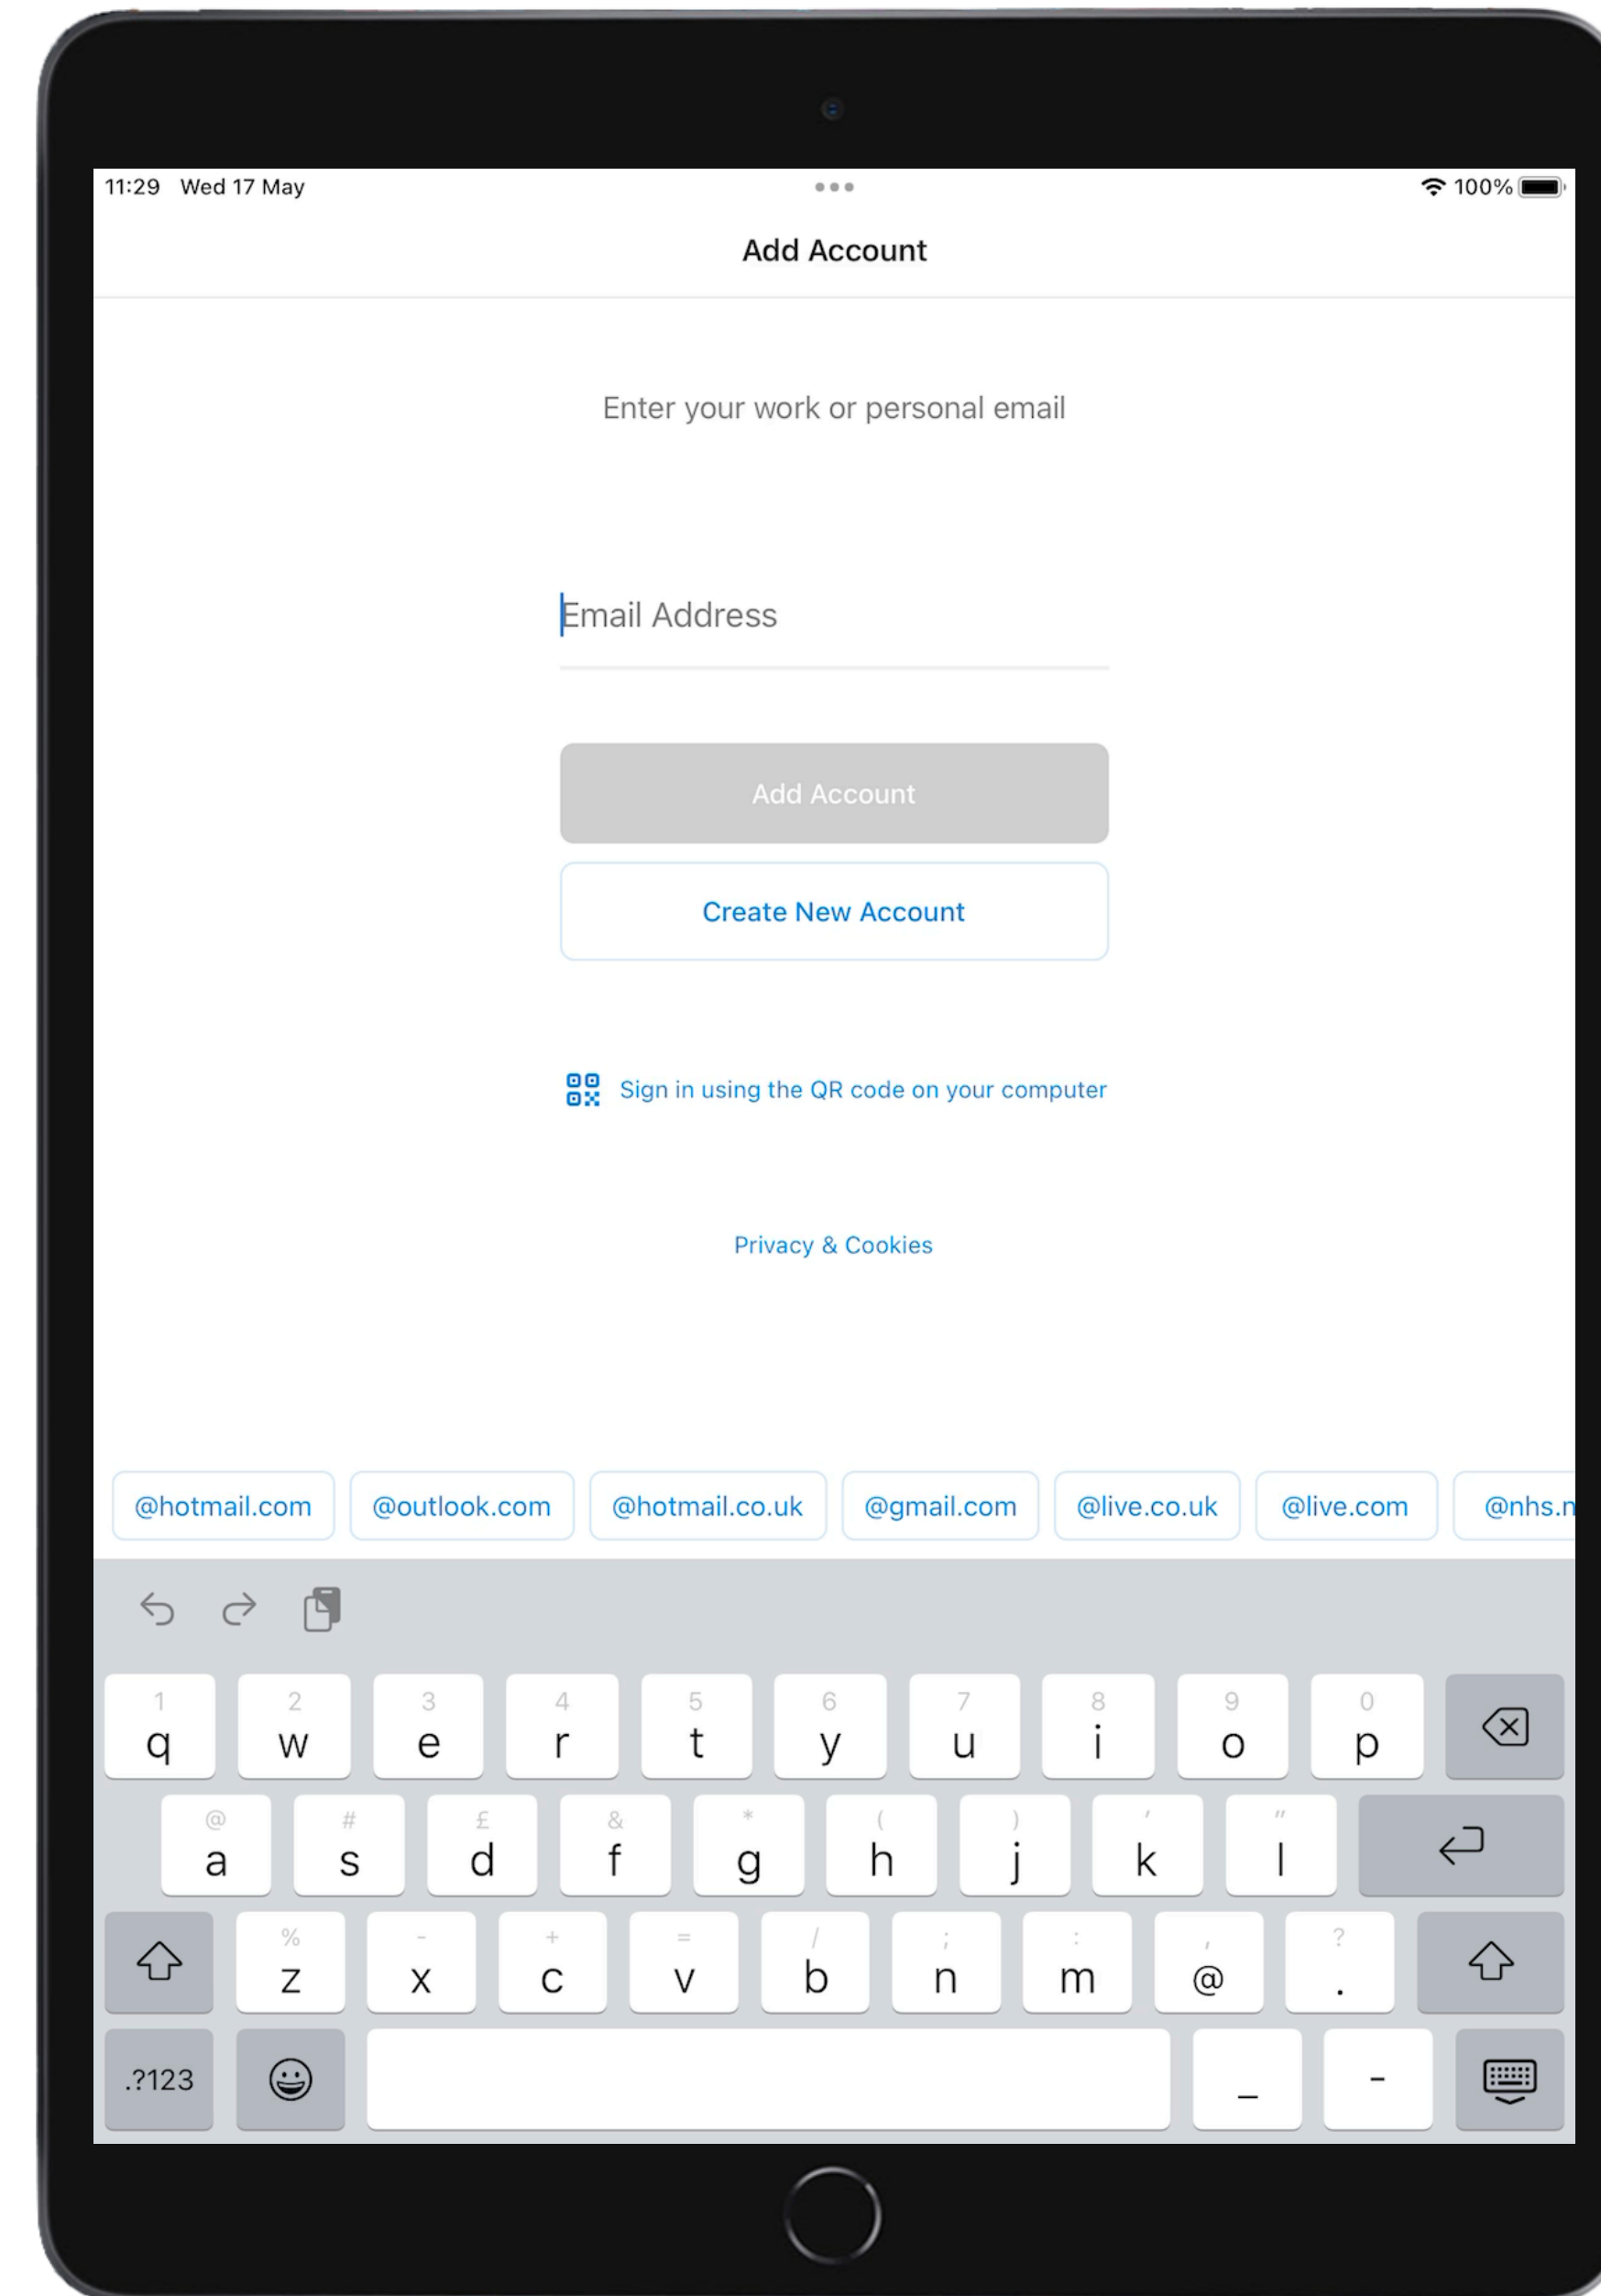 11:29 Wed 17 May 100%
Add Account
Enter your work or personal email
Email Address
Add Account
Create New Account
Sign in using the QR code on your computer
Privacy & Cookies
@hotmail.com @outlook.com @hotmail.co.uk @gmail.com @live.co.uk @live.com @nhs.n
1 2 3 4 5 6 7 8 9 0
q w e r t y u i o p
@ # £ & * ( ) ' "
a s d f g h j k l
% - + = / ; : , ?
z x c v b n m @ .
.?123 _ -